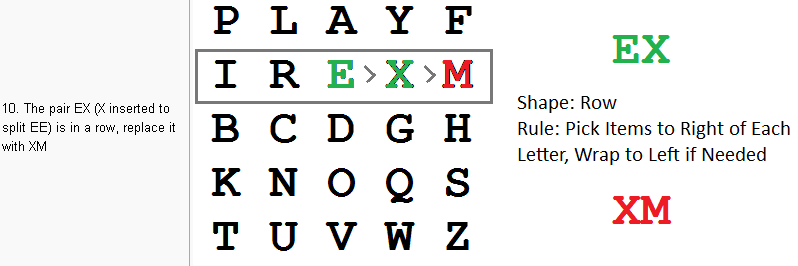 10. The pair EX (X inserted to
split EE) is in a row, replace it
with XM
P L A Y F
I R E > X > M
B C D G H
K N O Q S
T U V W Z
EX
Shape: Row
Rule: Pick Items to Right of Each
Letter, Wrap to Left if Needed
XM